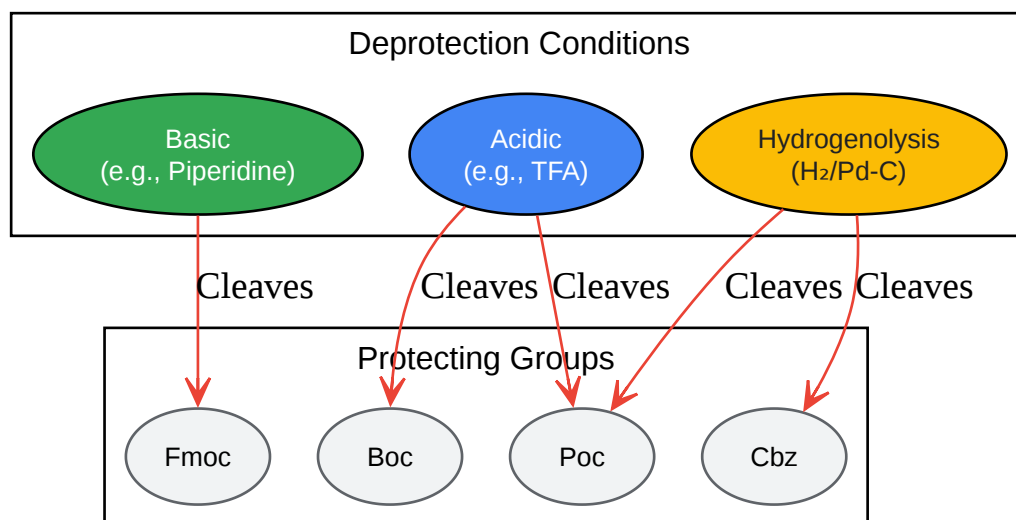 Deprotection Conditions
Basic
(e.g., Piperidine)
Acidic
(e.g., TFA)
Hydrogenolysis
(H₂/Pd-C)
Cleaves
Cleaves
Cleaves
Cleaves
Cleaves
Protecting Groups
Fmoc
Boc
Poc
Cbz